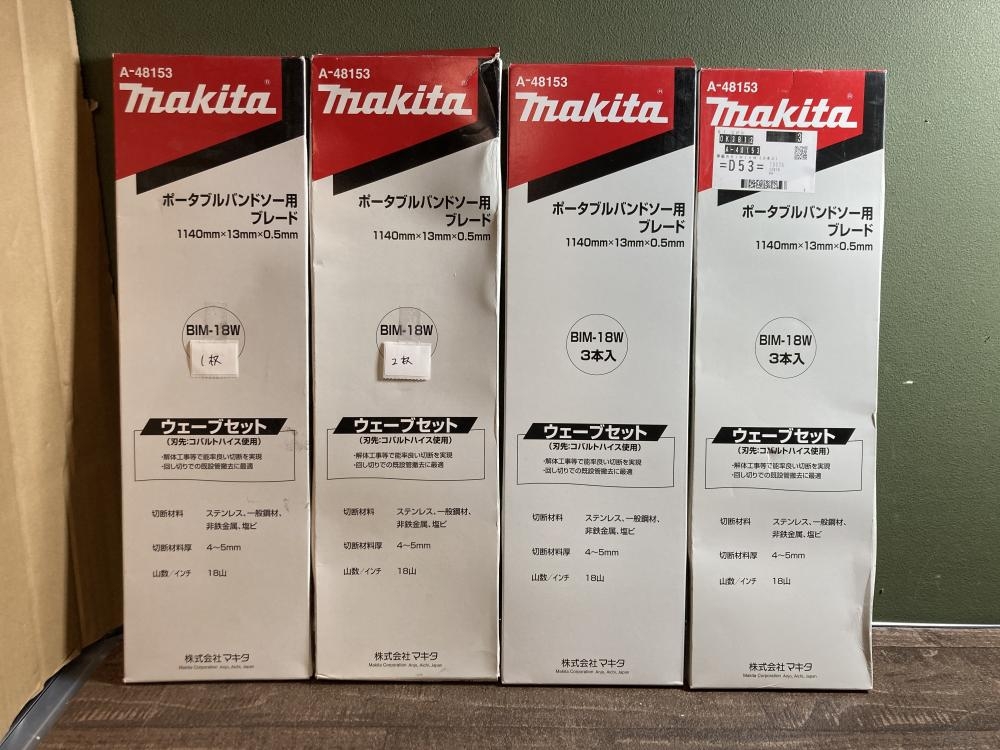 A-48153
makita®
ポータブルバンドソー用
ブレード
1140mm×13mm×0.5mm
BIM-18W
1枚
ウェーブセット
(刃先:コバルトハイス使用)
・解体工事等で能率良い切断を実現
・回し切りでの既設管撤去に最適
切断材料 ステンレス、一般鋼材、
非鉄金属、塩ビ
切断材料厚 4〜5mm
山数/インチ 18山
株式会社マキタ
Makita Corporation Anjo, Aichi, Japan
A-48153
makita®
ポータブルバンドソー用
ブレード
1140mm×13mm×0.5mm
BIM-18W
2枚
ウェーブセット
(刃先:コバルトハイス使用)
・解体工事等で能率良い切断を実現
・回し切りでの既設管撤去に最適
切断材料 ステンレス、一般鋼材、
非鉄金属、塩ビ
切断材料厚 4〜5mm
山数/インチ 18山
株式会社マキタ
Makita Corporation Anjo, Aichi, Japan
A-48153
makita®
ポータブルバンドソー用
ブレード
1140mm×13mm×0.5mm
BIM-18W
3本入
ウェーブセット
(刃先:コバルトハイス使用)
・解体工事等で能率良い切断を実現
・回し切りでの既設管撤去に最適
切断材料 ステンレス、一般鋼材、
非鉄金属、塩ビ
切断材料厚 4〜5mm
山数/インチ 18山
株式会社マキタ
Makita Corporation Anjo, Aichi, Japan
A-48153
makita®
3
A-48153
=D53=
ポータブルバンドソー用
ブレード
1140mm×13mm×0.5mm
BIM-18W
3本入
ウェーブセット
(刃先:コバルトハイス使用)
・解体工事等で能率良い切断を実現
・回し切りでの既設管撤去に最適
切断材料 ステンレス、一般鋼材、
非鉄金属、塩ビ
切断材料厚 4〜5mm
山数/インチ 18山
株式会社マキタ
Makita Corporation Anjo, Aichi, Japan